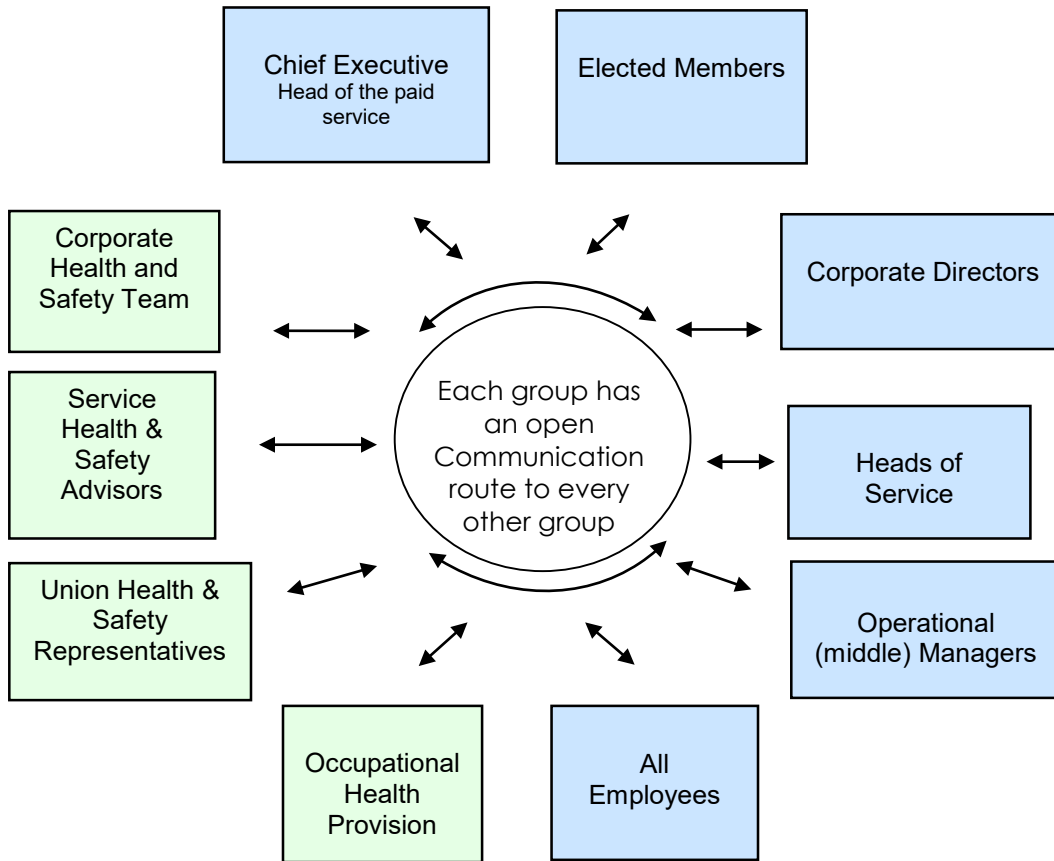 Chief Executive
Head of the paid
service
Elected Members
Corporate
Health and
Safety Team
Corporate Directors
Service
Health &
Safety
Advisors
Each group has
an open
Communication
route to every
other group
Heads of
Service
Union Health &
Safety
Representatives
Operational
(middle) Managers
Occupational
Health
Provision
All
Employees